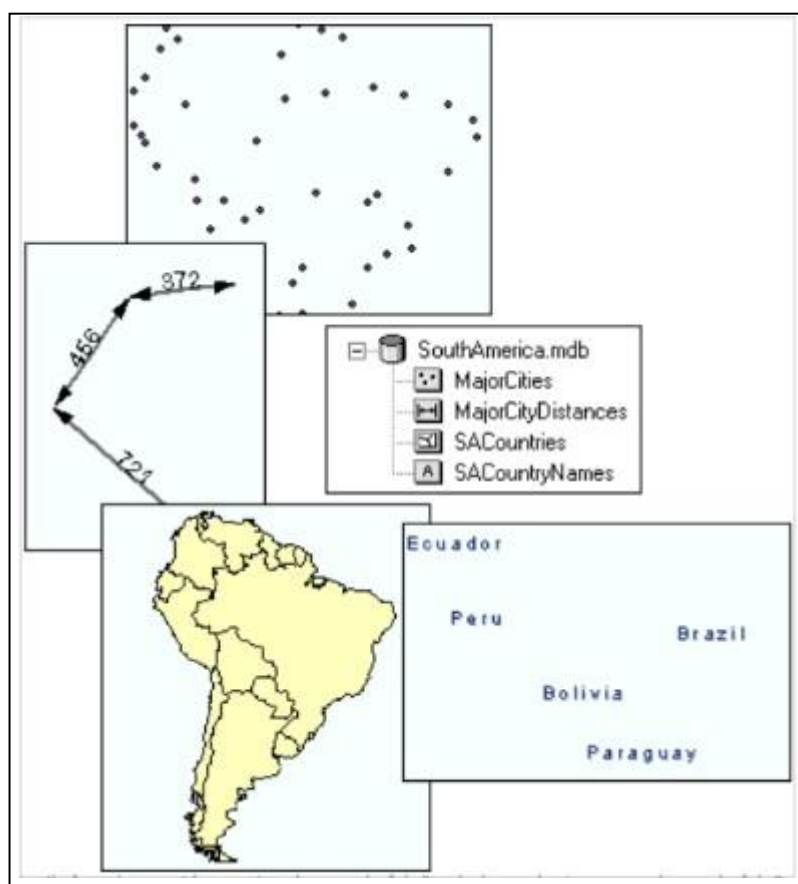 372
456
721
SouthAmerica.mdb
MajorCities
MajorCityDistances
SACountries
A SACountryNames
Ecuador
Peru
Brazil
Bolivia
Paraguay